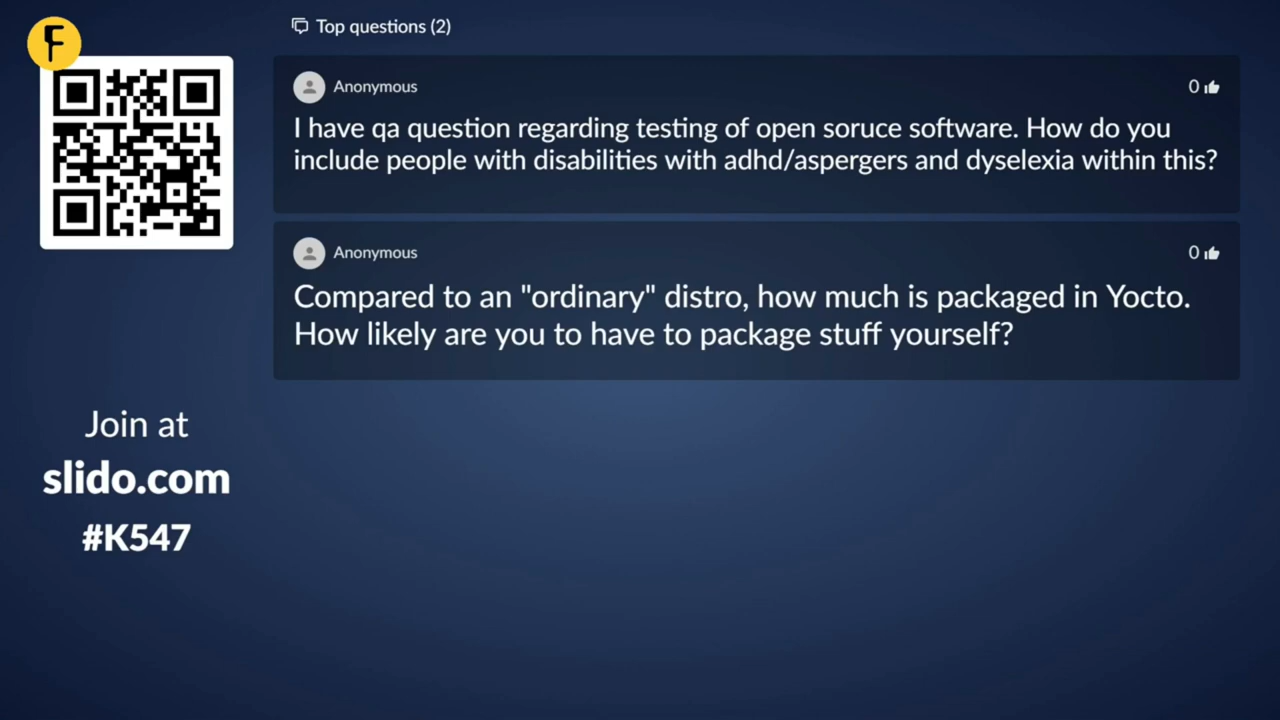 F
Top questions (2)
Anonymous
0
I have qa question regarding testing of open soruce software. How do you
include people with disabilities with adhd/aspergers and dyselexia within this?
Anonymous
0
Compared to an "ordinary" distro, how much is packaged in Yocto.
How likely are you to have to package stuff yourself?
Join at
slido.com
#K547